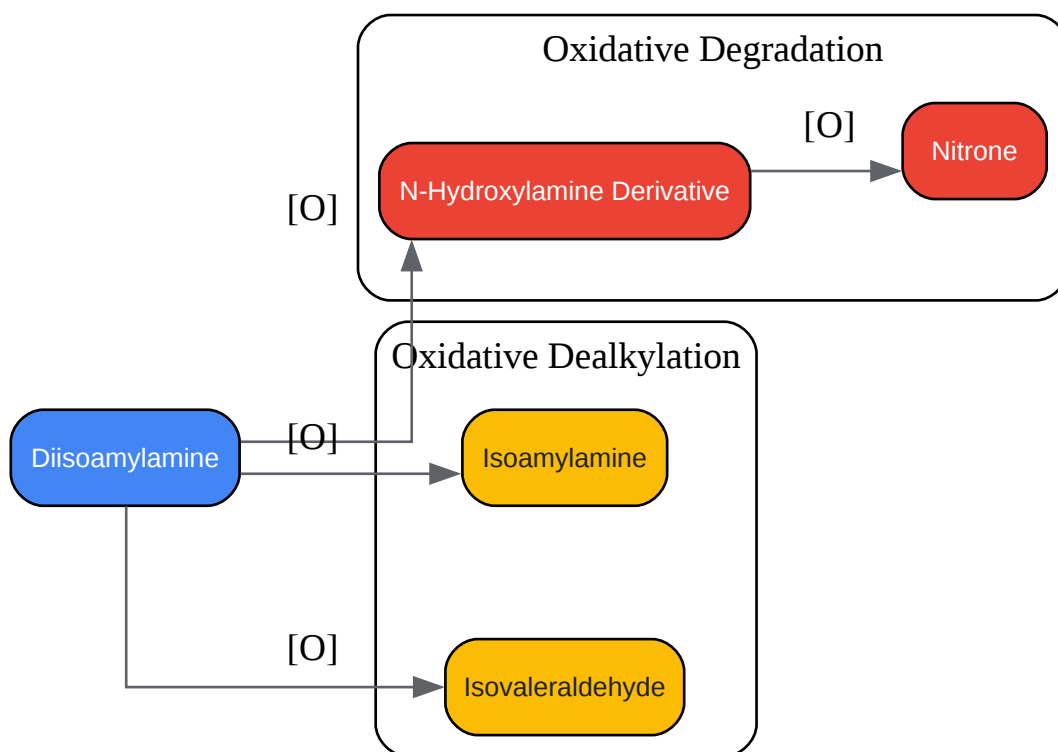 Oxidative Degradation
[O]
Nitrone
N-Hydroxylamine Derivative
[O]
Oxidative Dealkylation
[O]
Diisoamylamine
Isoamylamine
[O]
Isovaleraldehyde